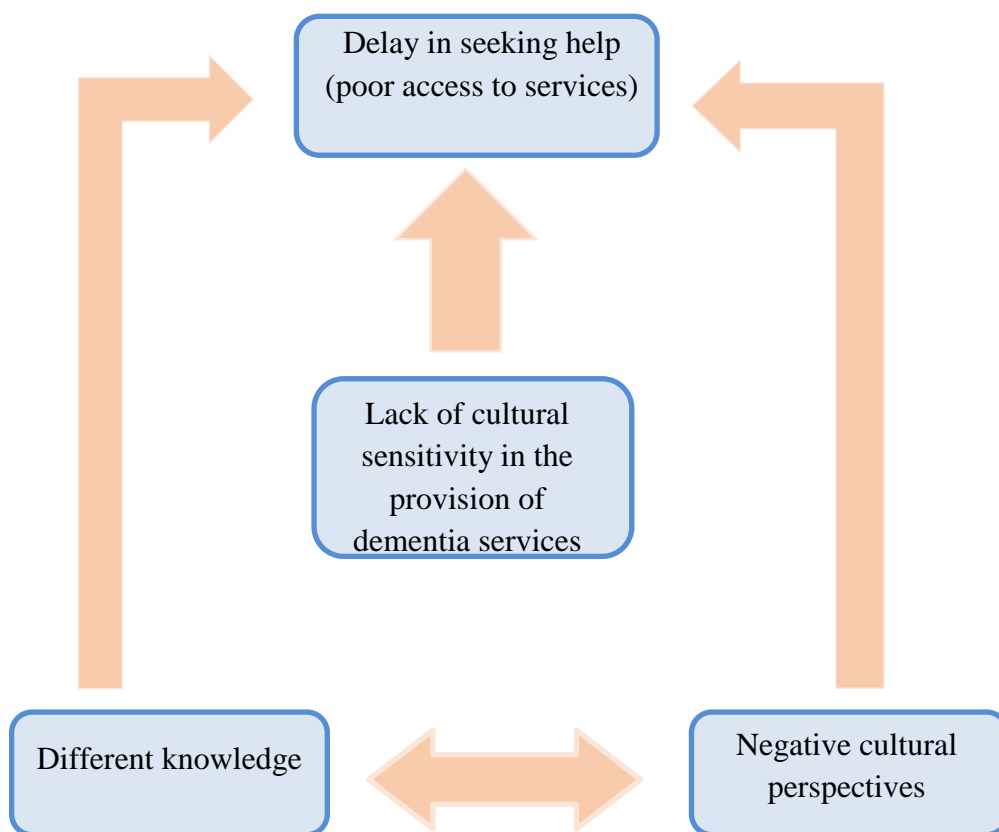 Delay in seeking help
(poor access to services)
Lack of cultural
sensitivity in the
provision of
dementia services
Different knowledge
Negative cultural
perspectives